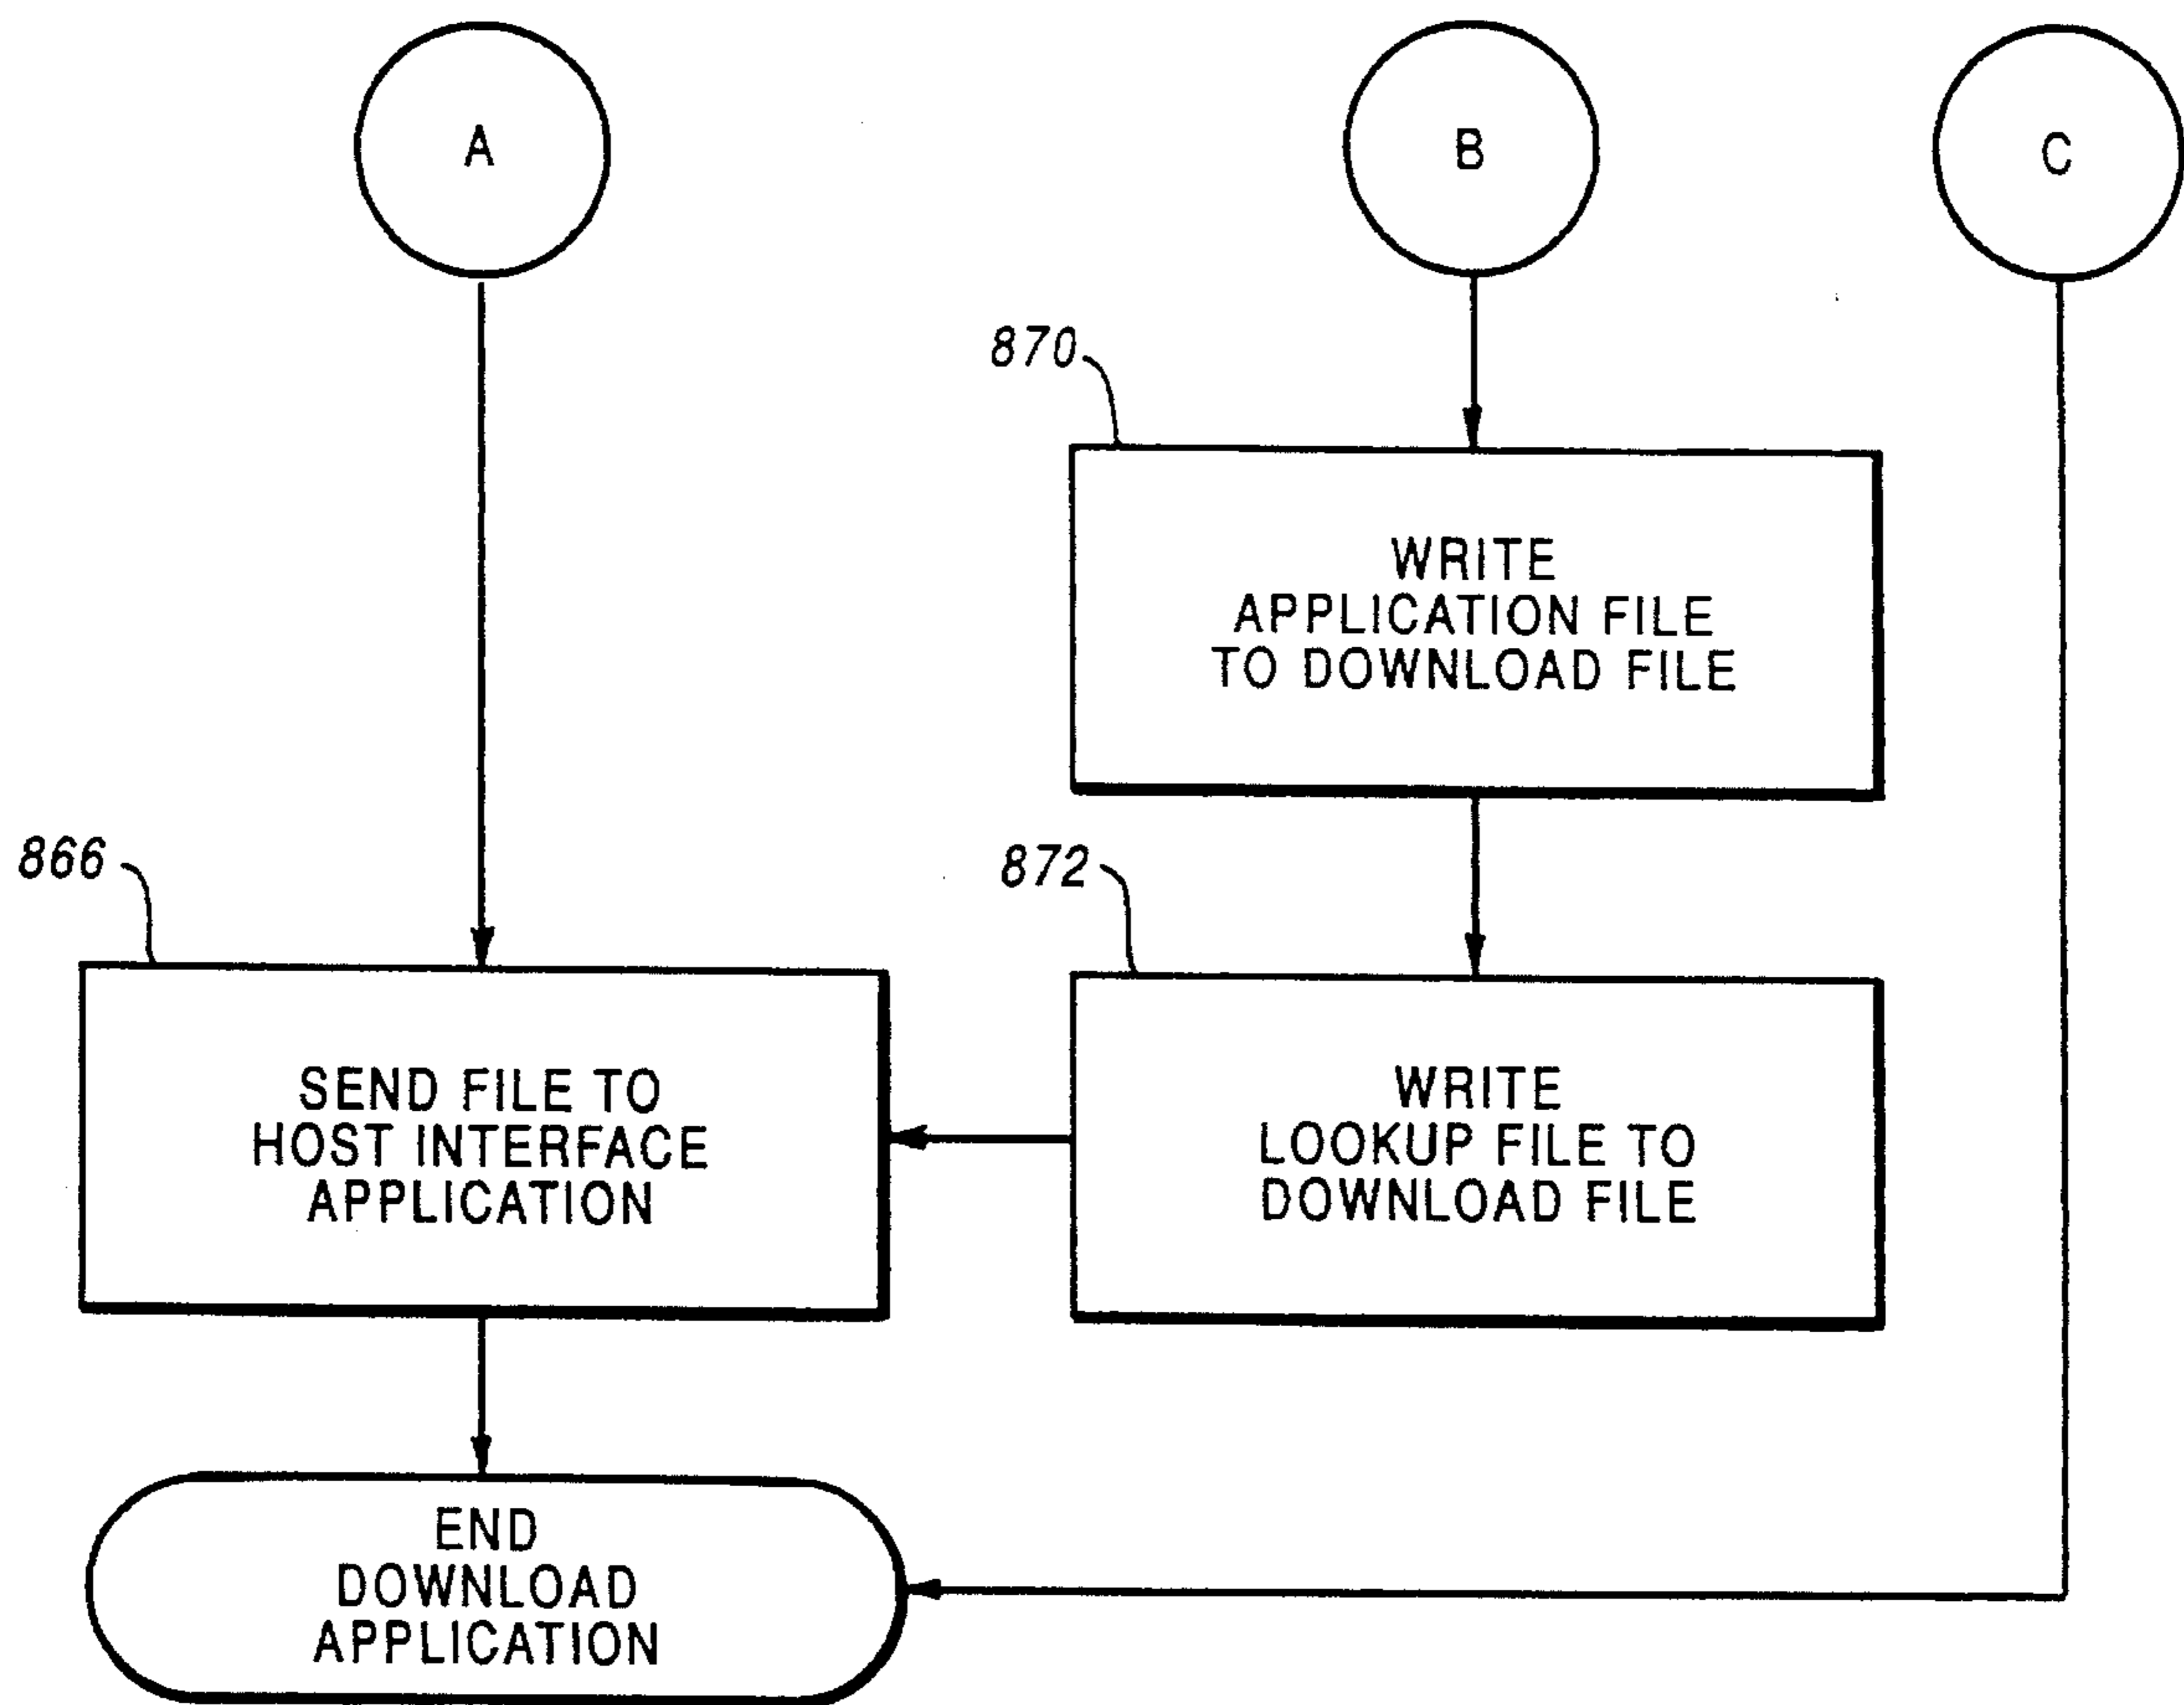 A
B
C
870
WRITE
APPLICATION FILE
TO DOWNLOAD FILE
866
872
SEND FILE TO
HOST INTERFACE
APPLICATION
WRITE
LOOKUP FILE TO
DOWNLOAD FILE
END
DOWNLOAD
APPLICATION